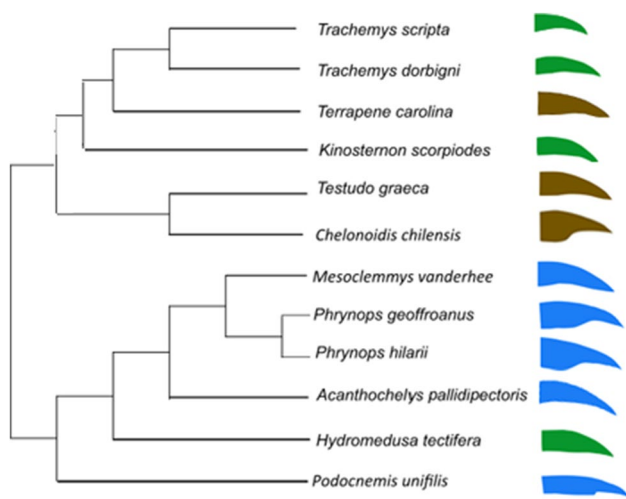 Trachemys scripta
Trachemys dorbigni
Terrapene carolina
Kinosternon scorpiodes
Testudo graeca
Chelonoidis chilensis
Mesoclemmys vanderhee
Phrynops geoffroanus
Phrynops hilarii
Acanthochelys pallidipectoris
Hydromedusa tectifera
Podocnemis unifilis